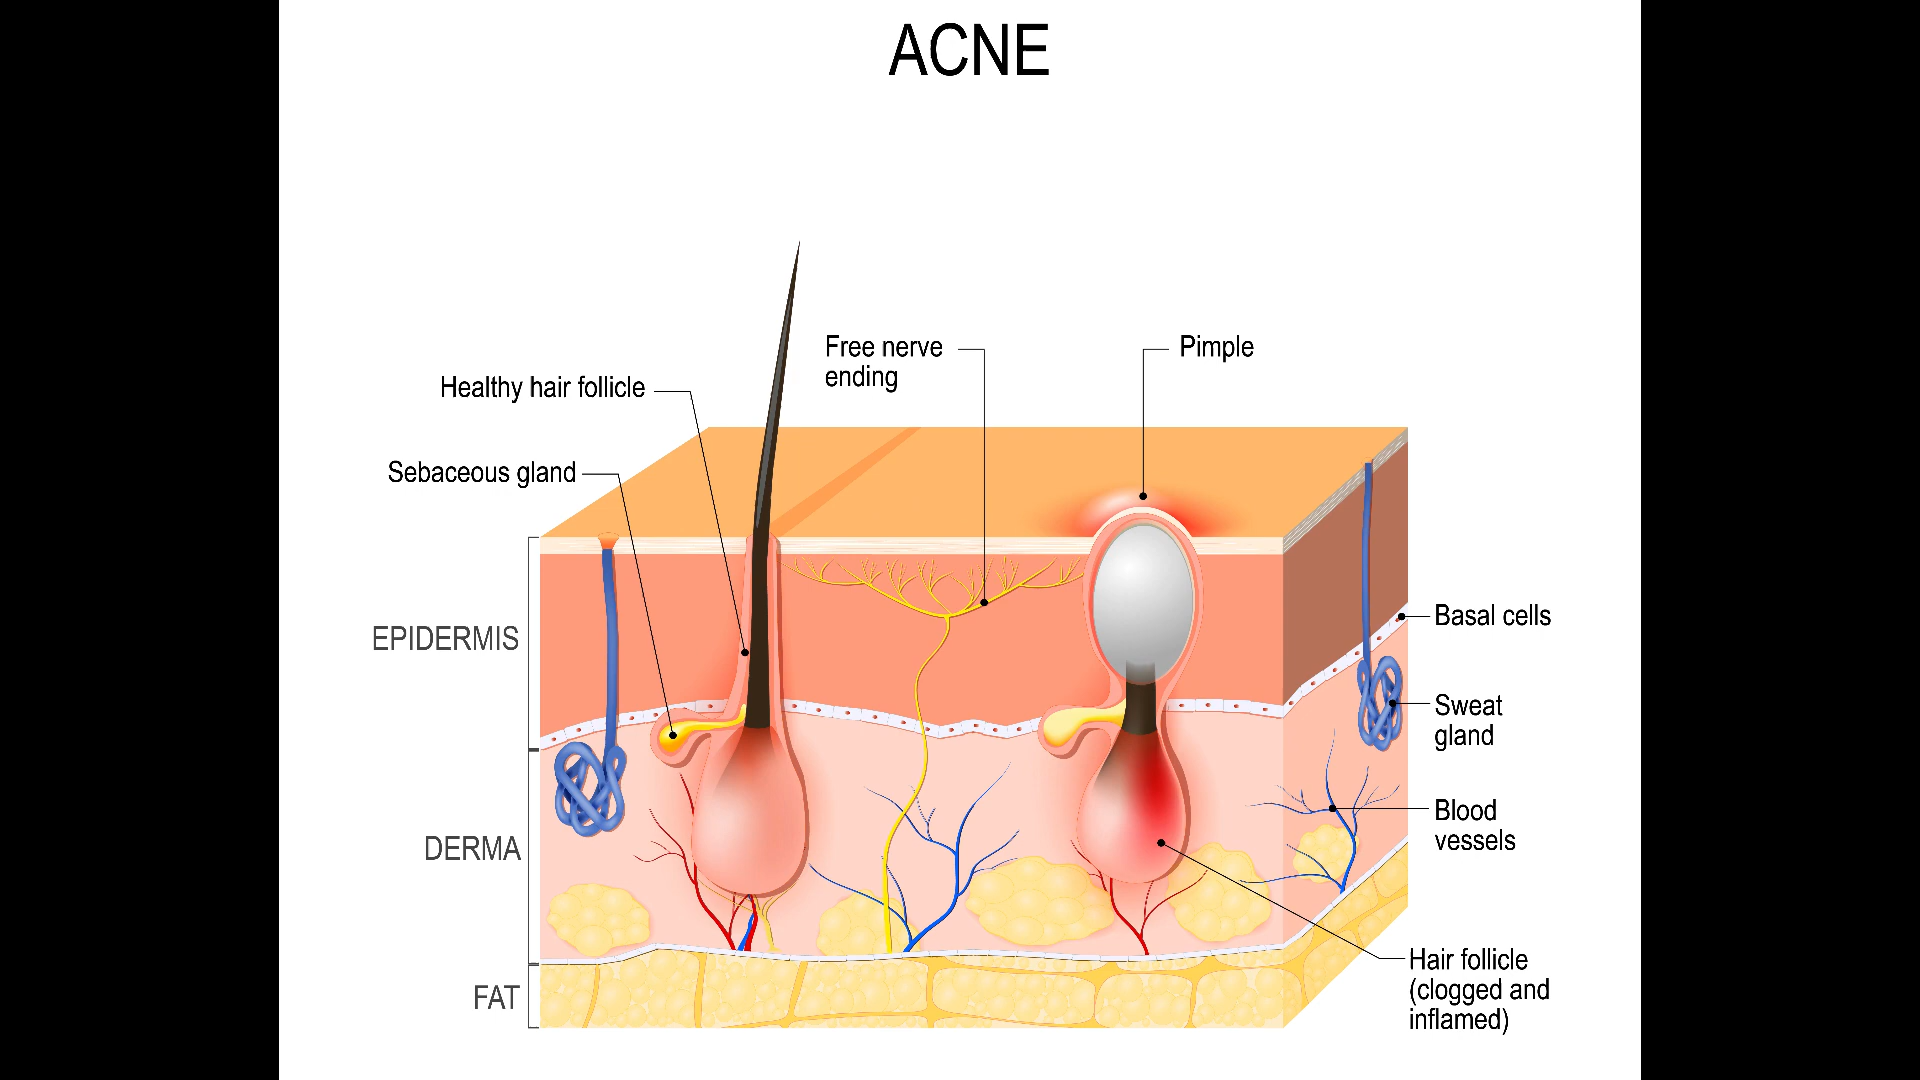 ACNE
Free nerve
ending
Pimple
Healthy hair follicle
Sebaceous gland
EPIDERMIS
Basal cells
Sweat
gland
DERMA
Blood
vessels
FAT
Hair follicle
(clogged and
inflamed)